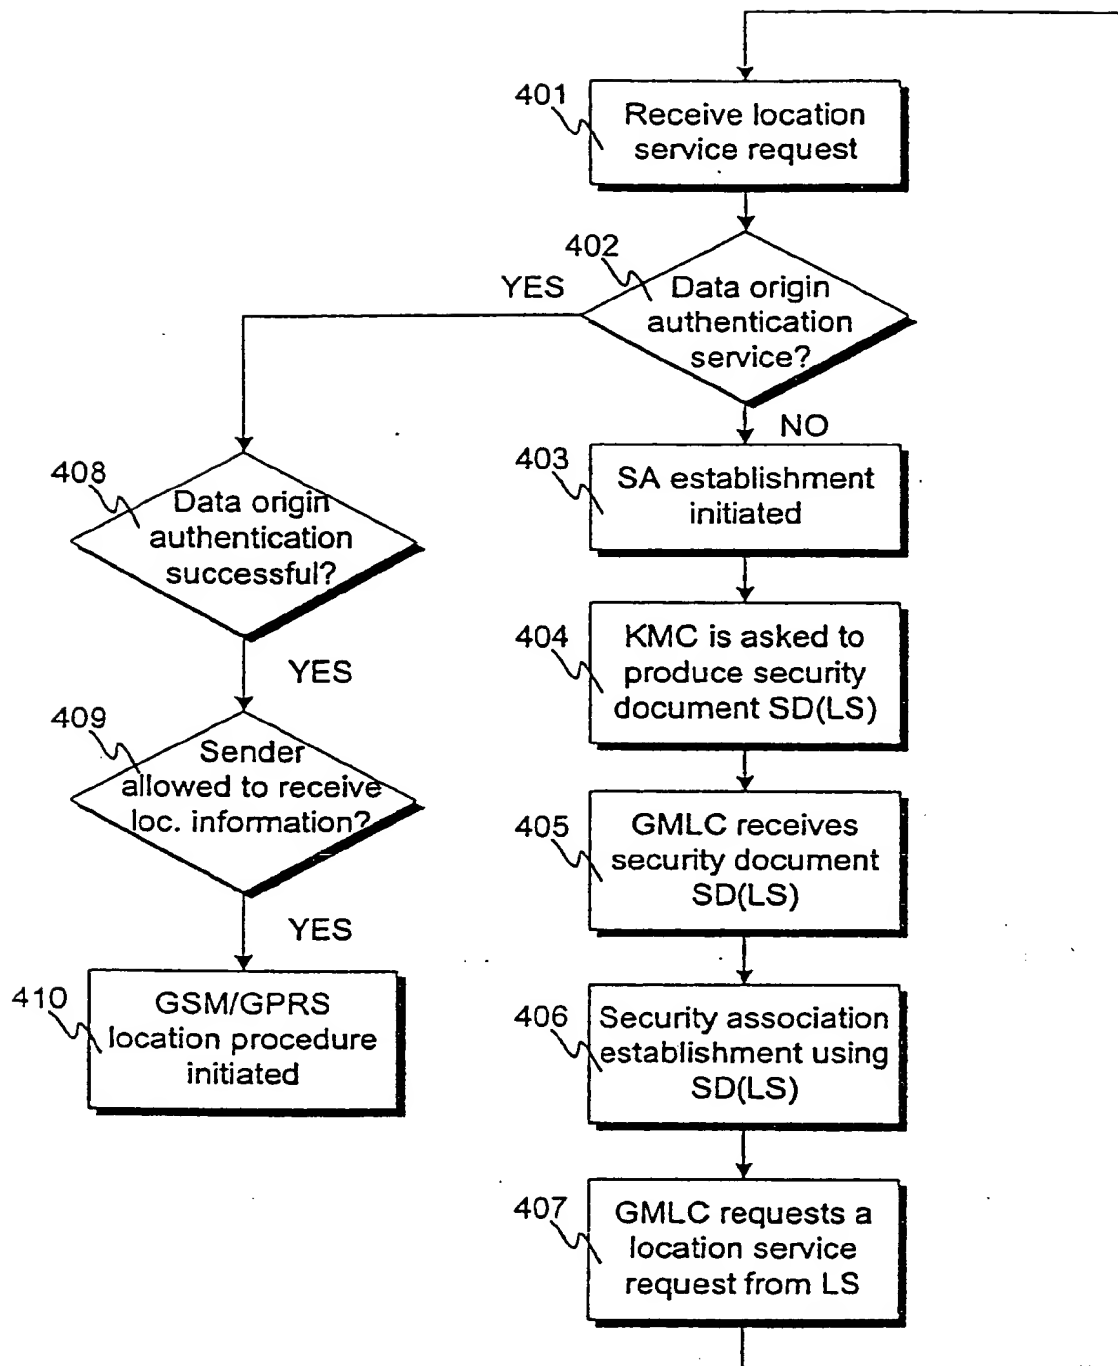 401
Receive location
service request
402
YES
Data origin
authentication
service?
NO
403
SA establishment
initiated
404
KMC is asked to
produce security
document SD(LS)
405
GMLC receives
security document
SD(LS)
406
Security association
establishment using
SD(LS)
407
GMLC requests a
location service
request from LS
408
Data origin
authentication
successful?
YES
409
Sender
allowed to receive
loc. information?
YES
410
GSM/GPRS
location procedure
initiated